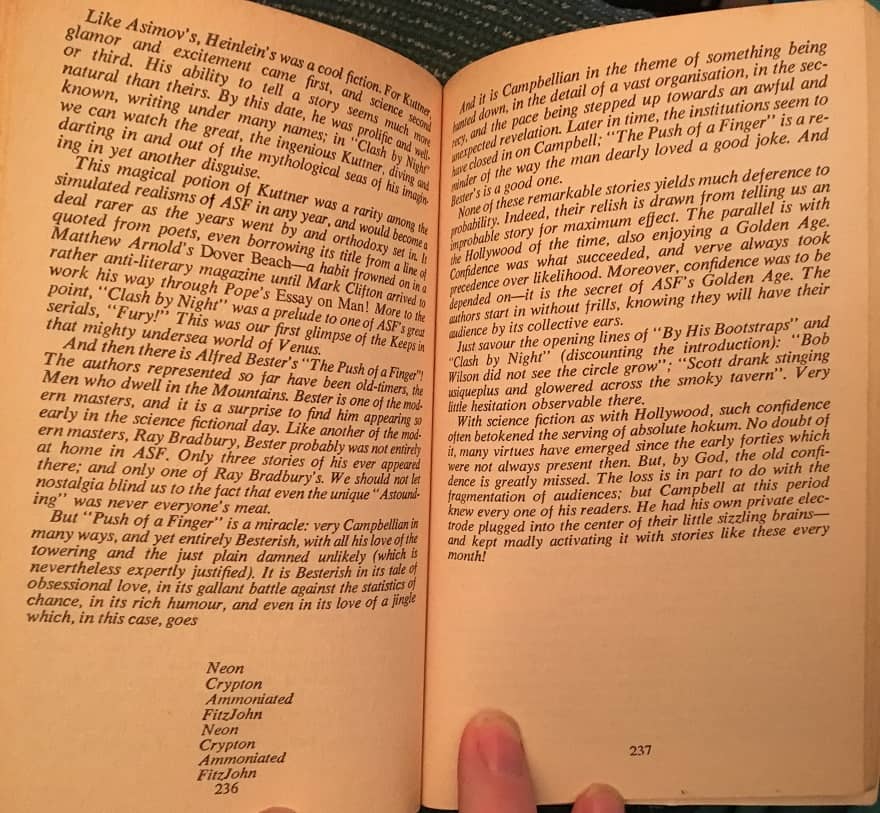 Like Asimov's, Heinlein's was a cool fiction. For Kuttner,
glamor and excitement came first, and science second
or third. His ability to tell a story seems much more
natural than theirs. By this date, he was prolific and well-
known, writing under many names; in "Clash by Night"
we can watch the great, the ingenious Kuttner, diving and
darting in and out of the mythological seas of his imagin-
ing in yet another disguise.
This magical potion of Kuttner was a rarity among the
simulated realisms of ASF in any year, and would become a
deal rarer as the years went by and orthodoxy set in. It
quoted from poets, even borrowing its title from a line of
Matthew Arnold's Dover Beach—a habit frowned on in a
rather anti-literary magazine until Mark Clifton arrived to
work his way through Pope's Essay on Man! More to the
point, "Clash by Night" was a prelude to one of ASF's great
serials, "Fury!" This was our first glimpse of the Keeps in
that mighty undersea world of Venus.
And then there is Alfred Bester's "The Push of a Finger"!
The authors represented so far have been old-timers, the
Men who dwell in the Mountains. Bester is one of the mod-
ern masters, and it is a surprise to find him appearing so
early in the science fictional day. Like another of the mod-
ern masters, Ray Bradbury, Bester probably was not entirely
at home in ASF. Only three stories of his ever appeared
there; and only one of Ray Bradbury's. We should not let
nostalgia blind us to the fact that even the unique "Astound-
ing" was never everyone's meat.
But "Push of a Finger" is a miracle: very Campbellian in
many ways, and yet entirely Besterish, with all his love of the
towering and the just plain damned unlikely (which is
nevertheless expertly justified). It is Besterish in its tale of
obsessional love, in its gallant battle against the statistics of
chance, in its rich humour, and even in its love of a jingle
which, in this case, goes
Neon
Crypton
Ammoniated
FitzJohn
Neon
Crypton
Ammoniated
FitzJohn
236
And it is Campbellian in the theme of something being
hunted down, in the detail of a vast organisation, in the sec-
recy, and the pace being stepped up towards an awful and
unexpected revelation. Later in time, the institutions seem to
have closed in on Campbell; "The Push of a Finger" is a re-
minder of the way the man dearly loved a good joke. And
Bester's is a good one.
None of these remarkable stories yields much deference to
probability. Indeed, their relish is drawn from telling us an
improbable story for maximum effect. The parallel is with
the Hollywood of the time, also enjoying a Golden Age.
Confidence was what succeeded, and verve always took
precedence over likelihood. Moreover, confidence was to be
depended on—it is the secret of ASF's Golden Age. The
authors start in without frills, knowing they will have their
audience by its collective ears.
Just savour the opening lines of "By His Bootstraps" and
"Clash by Night" (discounting the introduction): "Bob
Wilson did not see the circle grow"; "Scott drank stinging
usiqueplus and glowered across the smoky tavern". Very
little hesitation observable there.
With science fiction as with Hollywood, such confidence
often betokened the serving of absolute hokum. No doubt of
it, many virtues have emerged since the early forties which
were not always present then. But, by God, the old confi-
dence is greatly missed. The loss is in part to do with the
fragmentation of audiences; but Campbell at this period
knew every one of his readers. He had his own private elec-
trode plugged into the center of their little sizzling brains—
and kept madly activating it with stories like these every
month!
237